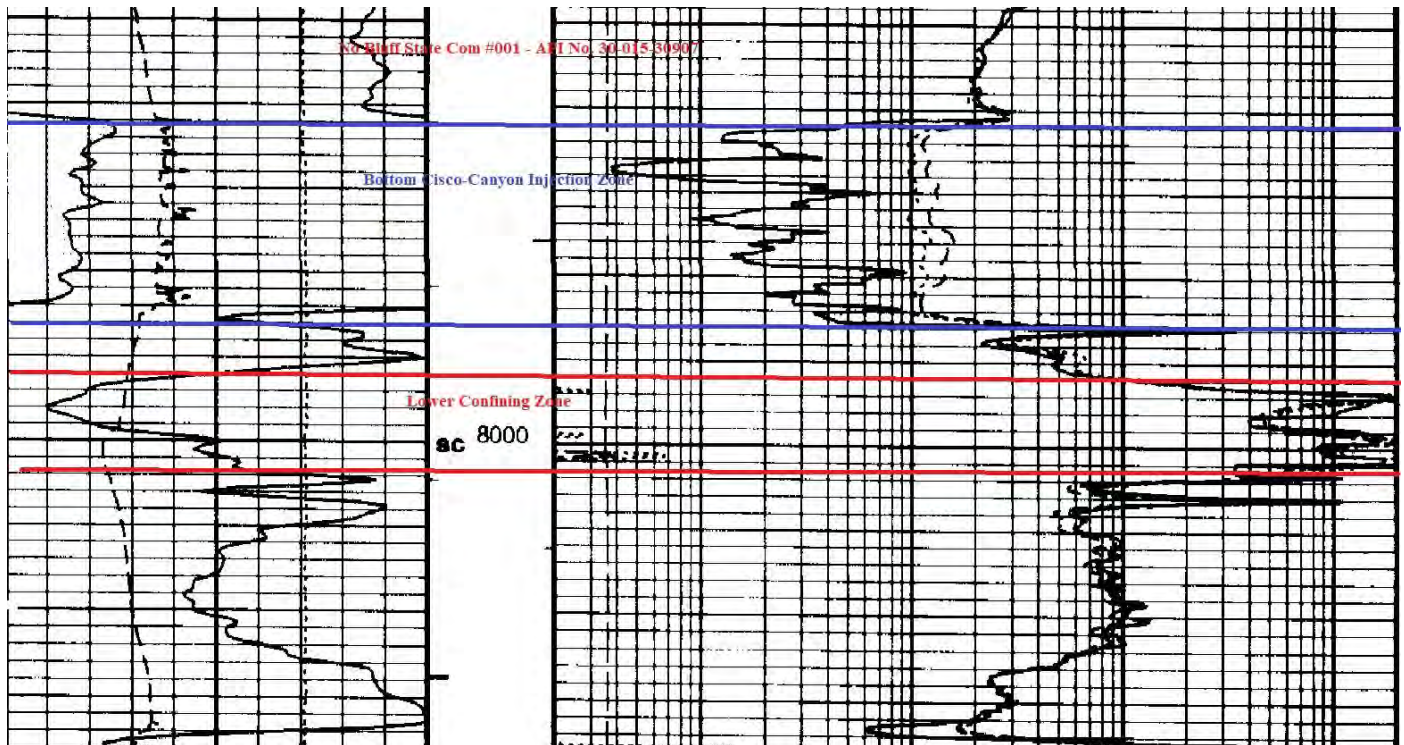 No Bluff State Com #001 - API No. 30-015-30907
Bottom Cisco-Canyon Injection Zone
Lower Confining Zone
8000